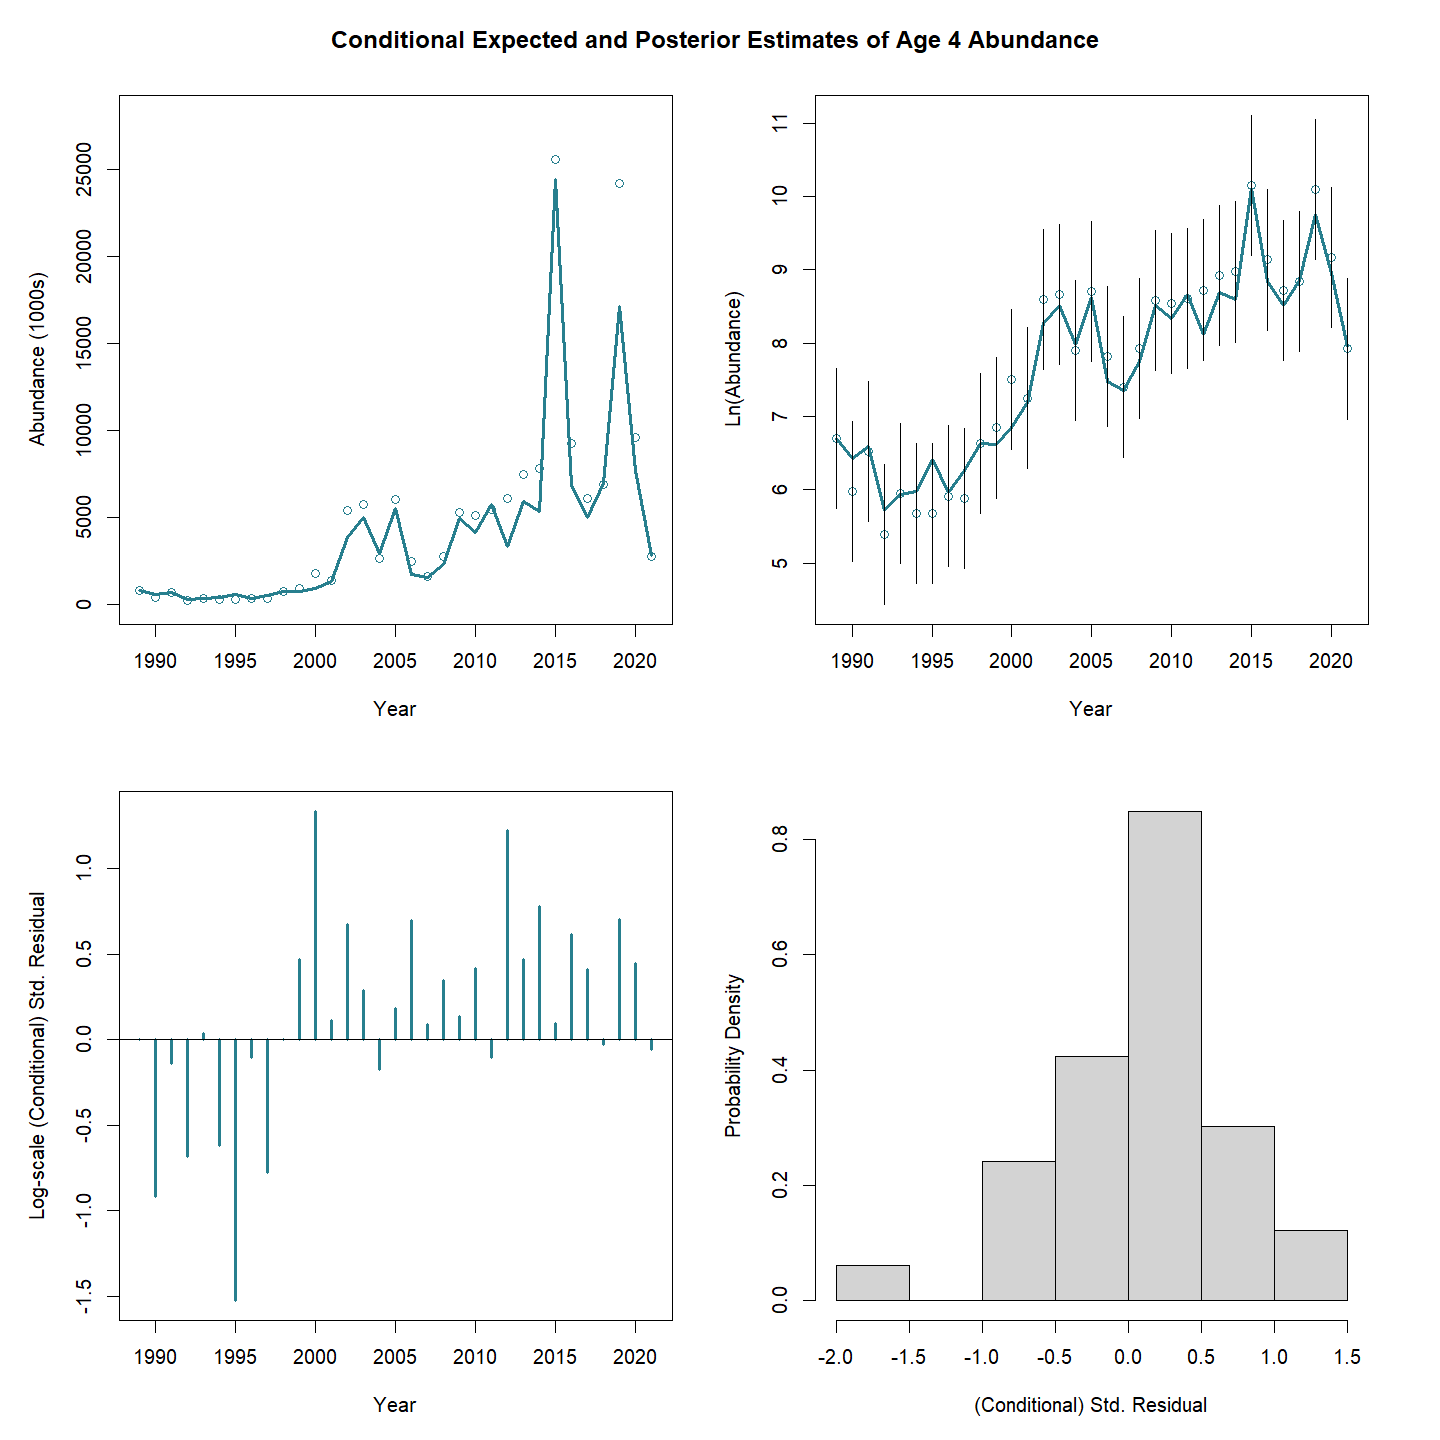 Conditional Expected and Posterior Estimates of Age 4 Abundance
Abundance (1000s)
25000
20000
15000
10000
5000
0
1990 1995 2000 2005 2010 2015 2020
Year
Ln(Abundance)
11
10
9
8
7
6
5
1990 1995 2000 2005 2010 2015 2020
Year
Log-scale (Conditional) Std. Residual
1.0
0.5
0.0
-0.5
-1.0
-1.5
1990 1995 2000 2005 2010 2015 2020
Year
Probability Density
0.8
0.6
0.4
0.2
0.0
-2.0 -1.5 -1.0 -0.5 0.0 0.5 1.0 1.5
(Conditional) Std. Residual